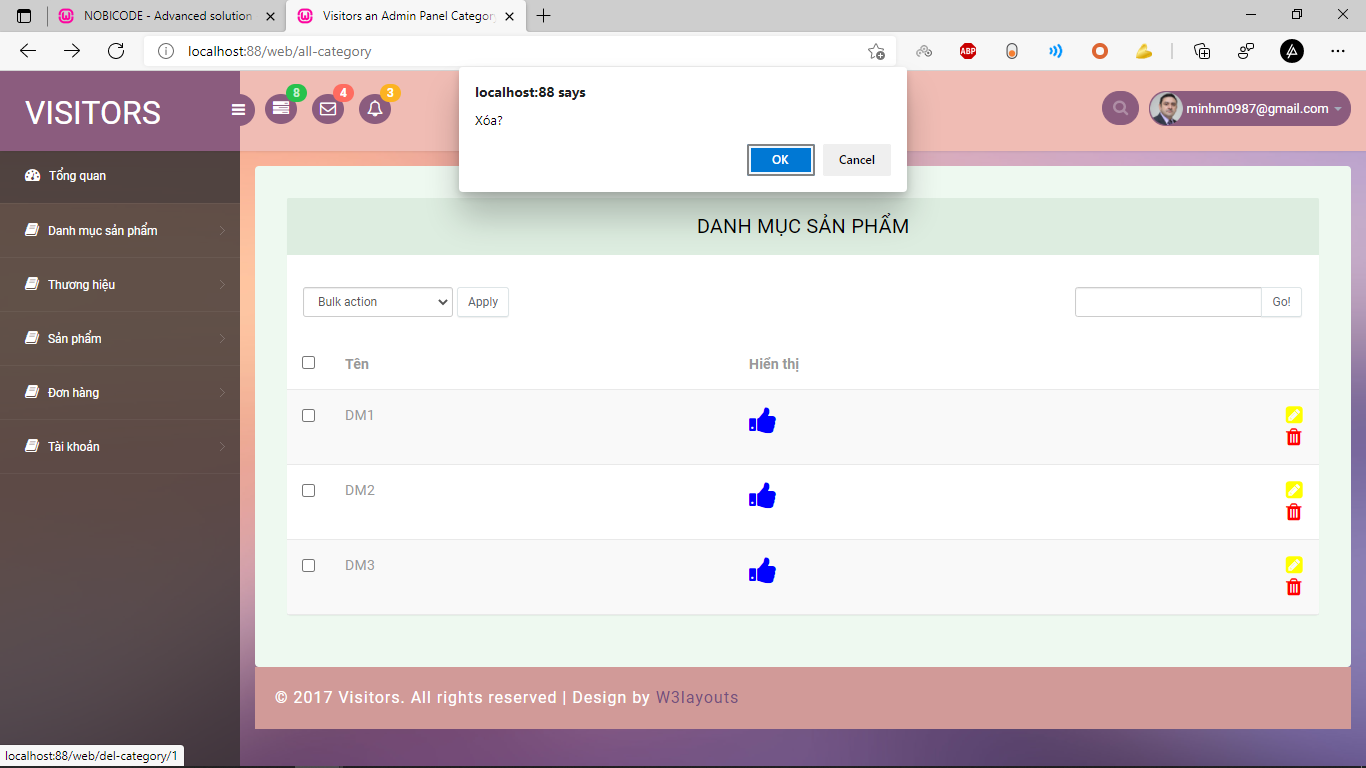 NOBICODE - Advanced solution
Visitors an Admin Panel Category
localhost:88/web/all-category
ABP
localhost:88 says
Xóa?
OK
Cancel
VISITORS
8
4
3
minhm0987@gmail.com
Tổng quan
Danh mục sản phẩm
Thương hiệu
Sản phẩm
Đơn hàng
Tài khoản
DANH MỤC SẢN PHẨM
Bulk action
Apply
Go!
Tên
Hiển thị
DM1
DM2
DM3
© 2017 Visitors. All rights reserved | Design by W3layouts
localhost:88/web/del-category/1